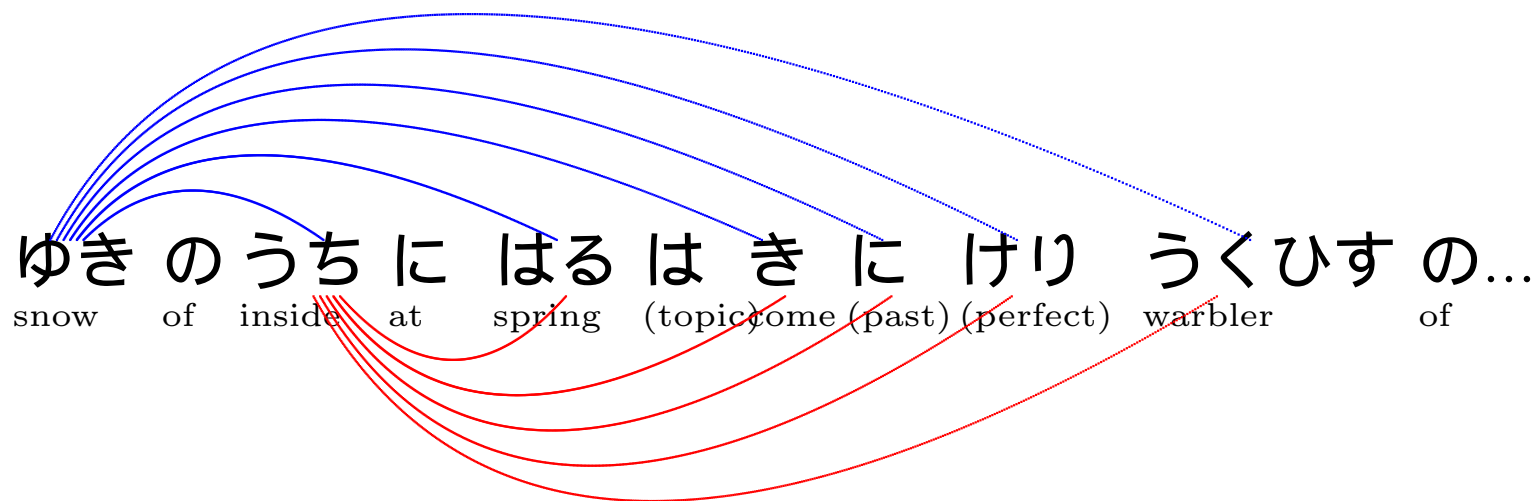 ゆき の うち に はる は き に けり うくひす の...
snow of inside at spring (topic) come (past) (perfect) warbler of